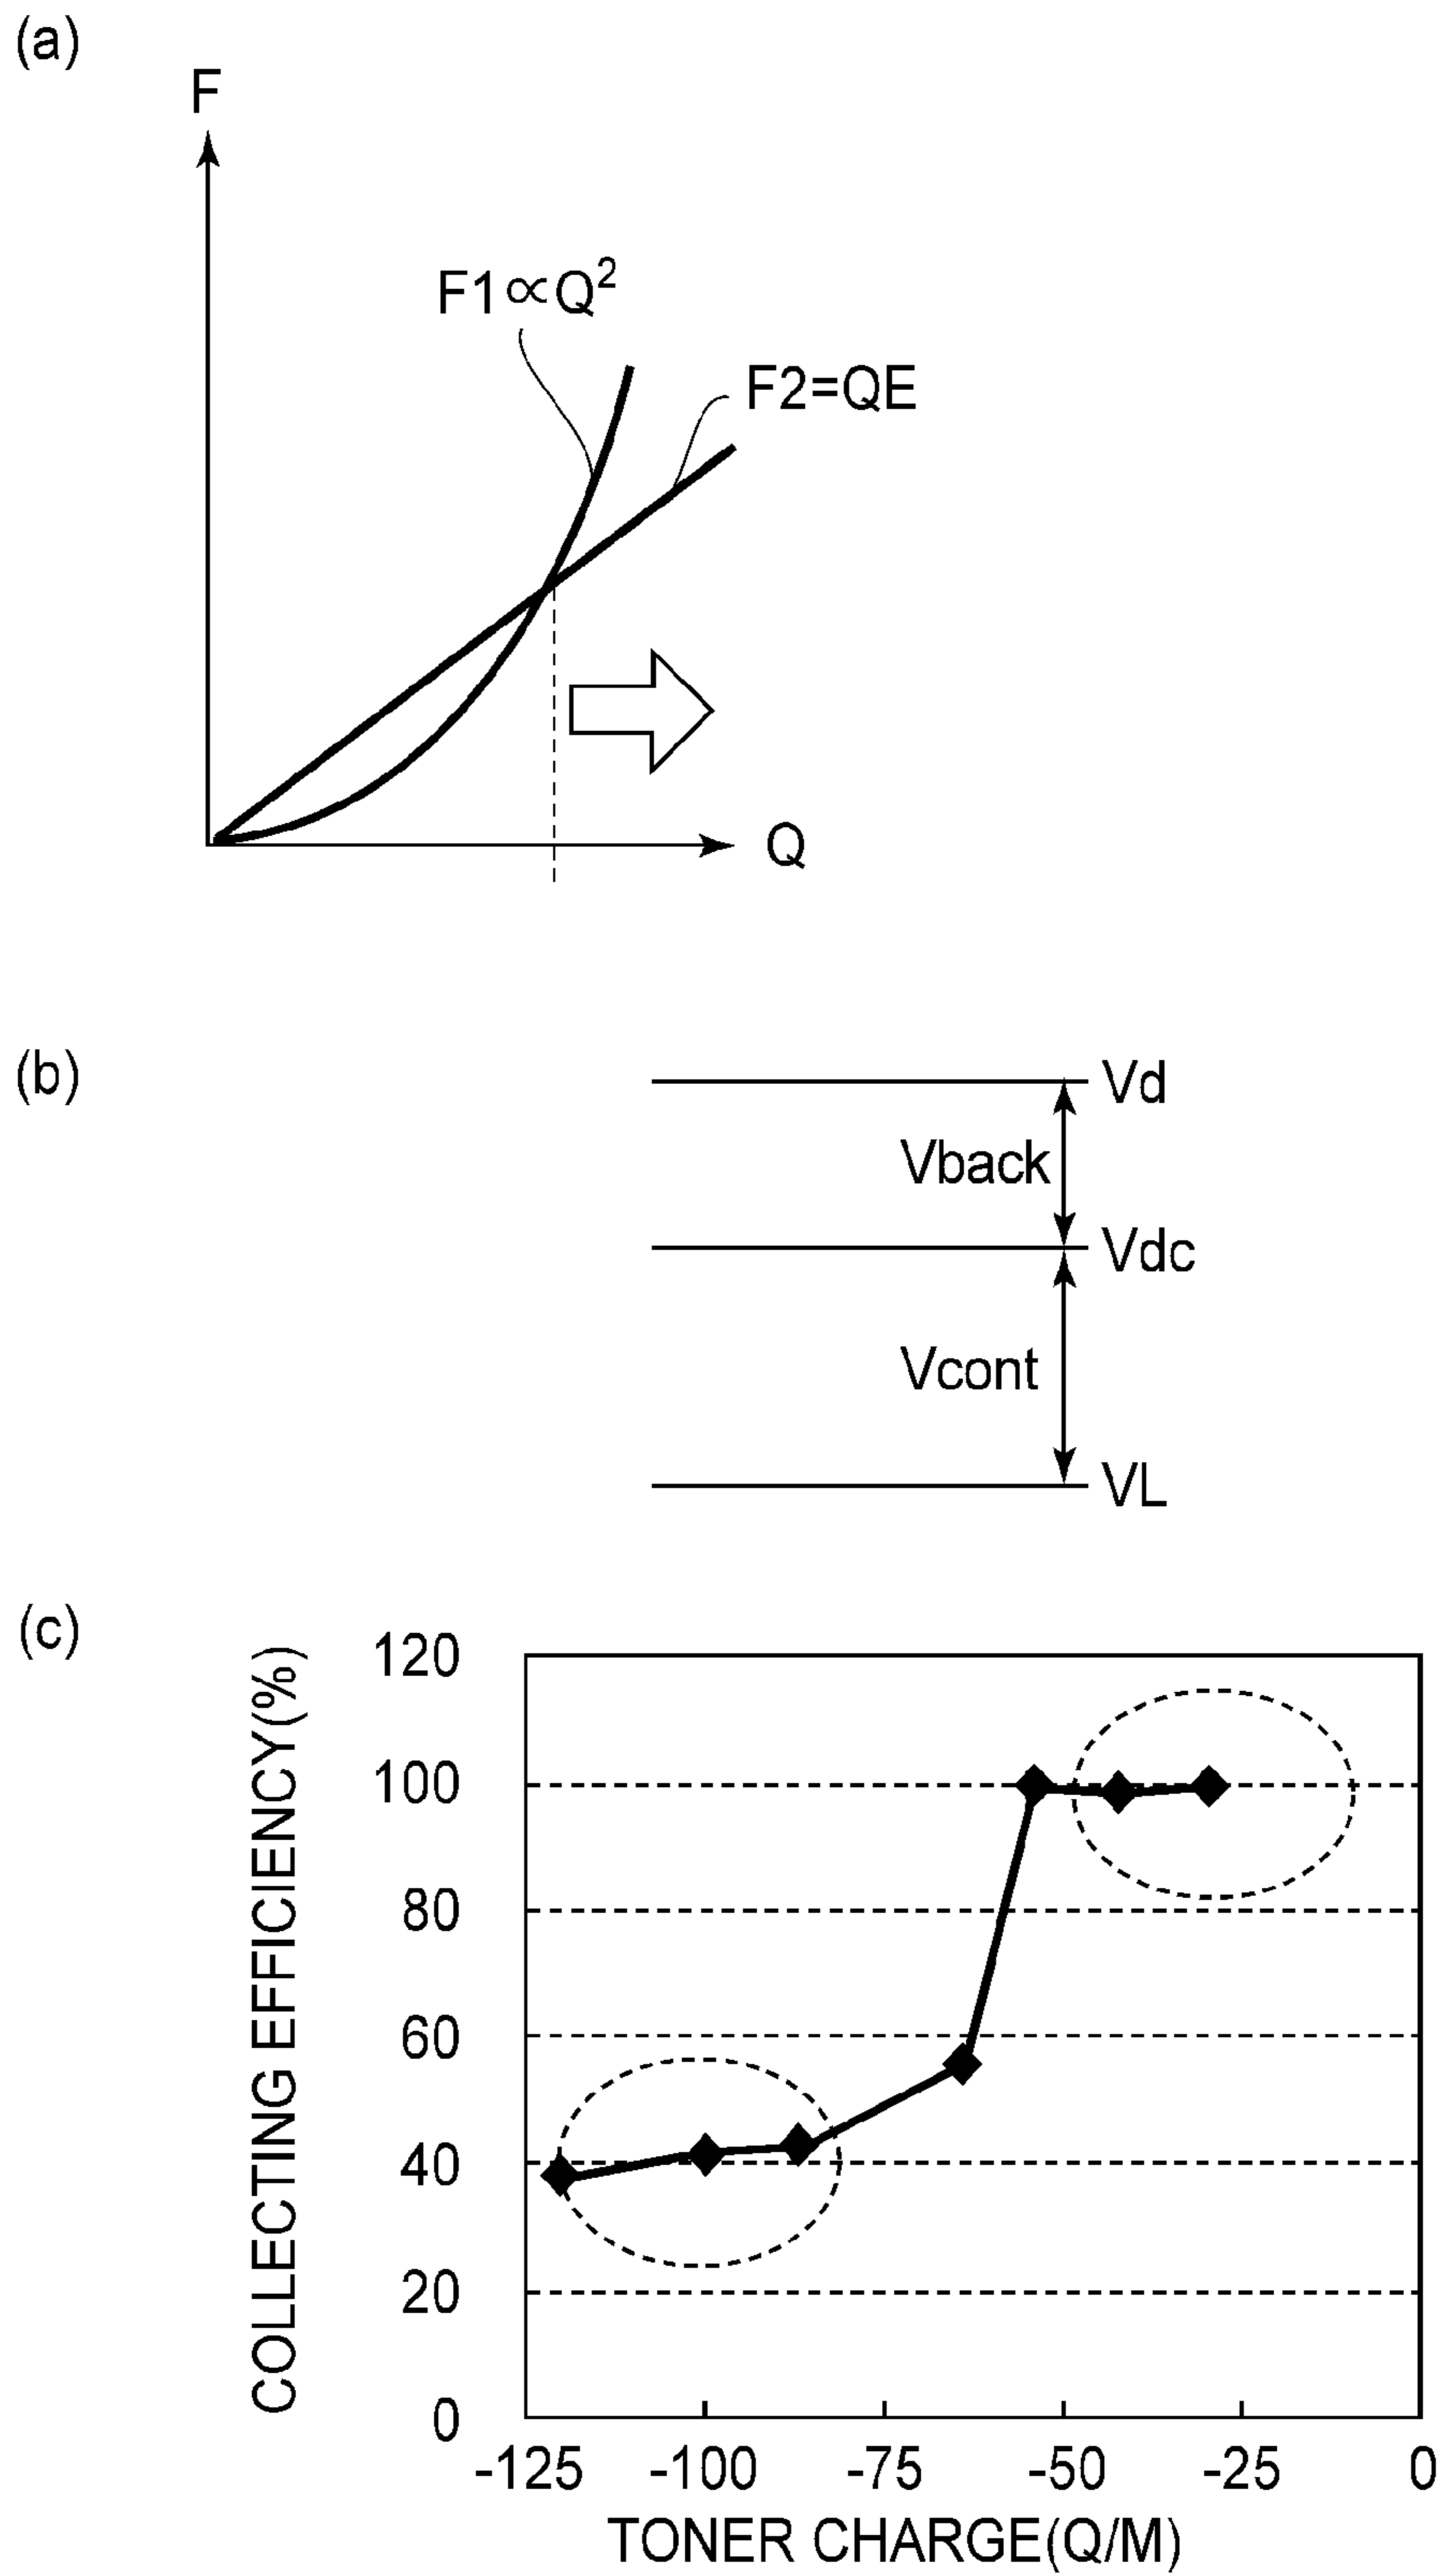 (a)
F
F1∝Q²
F2=QE
Q
(b)
Vd
Vback
Vdc
Vcont
VL
(c)
COLLECTING EFFICIENCY(%)
120
100
80
60
40
20
0
-125 -100 -75 -50 -25 0
TONER CHARGE(Q/M)